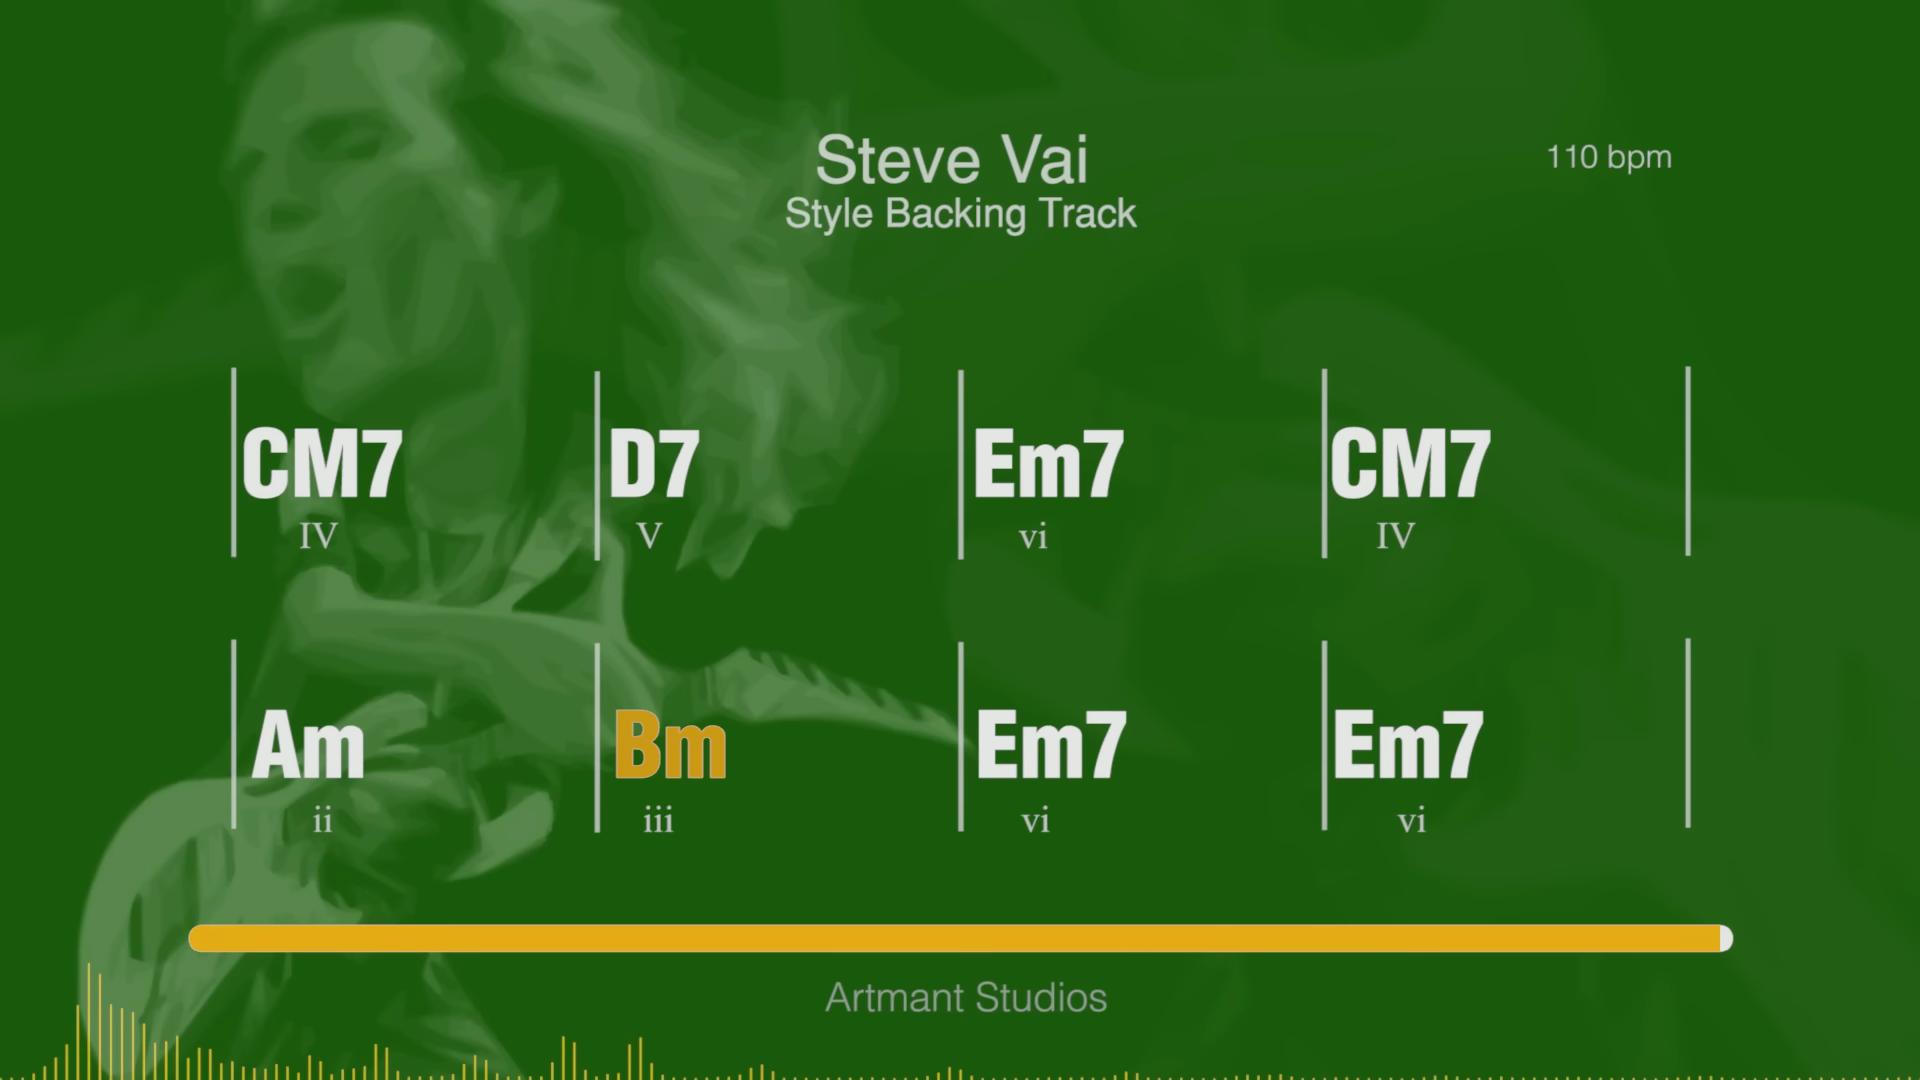 Steve Vai
Style Backing Track
110 bpm
CM7 D7 Em7 CM7
IV V vi IV
Am Bm Em7 Em7
ii iii vi vi
Artmant Studios